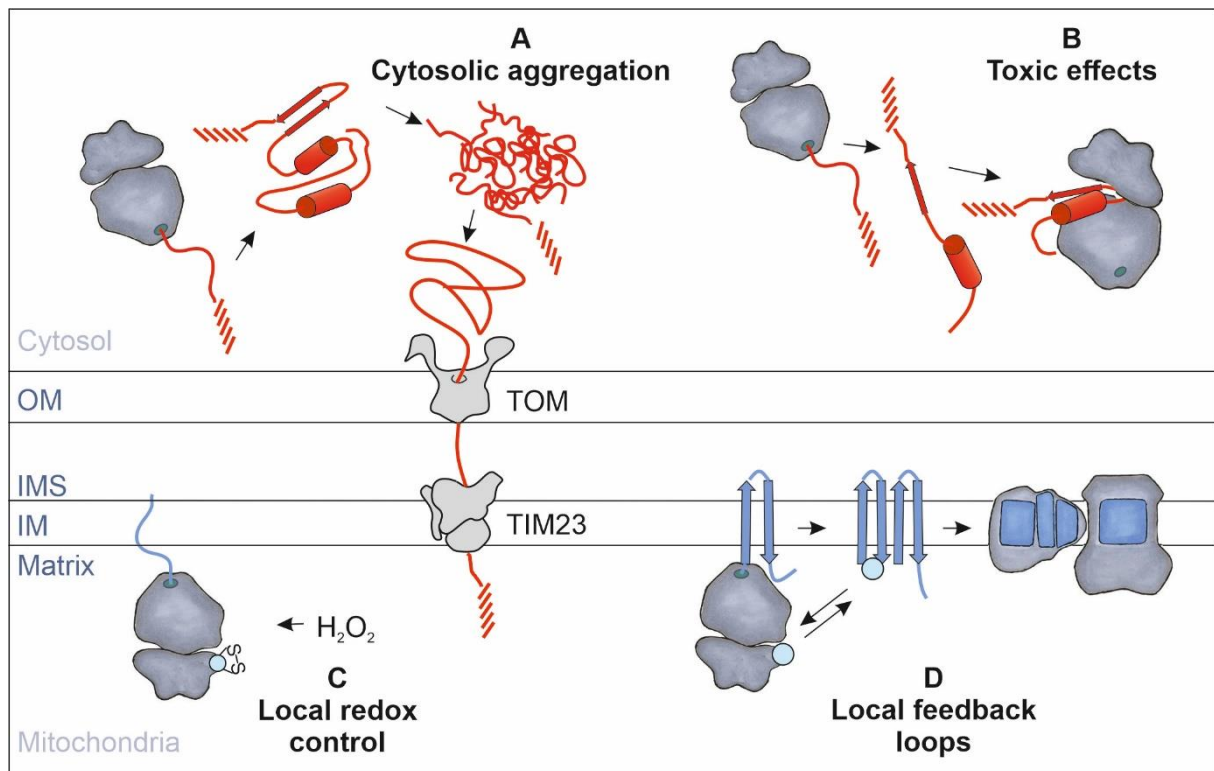 A
Cytosolic aggregation
B
Toxic effects
Cytosol
OM
TOM
IMS
IM
TIM23
Matrix
H₂O₂
S-S
C
Local redox
control
D
Local feedback
loops
Mitochondria